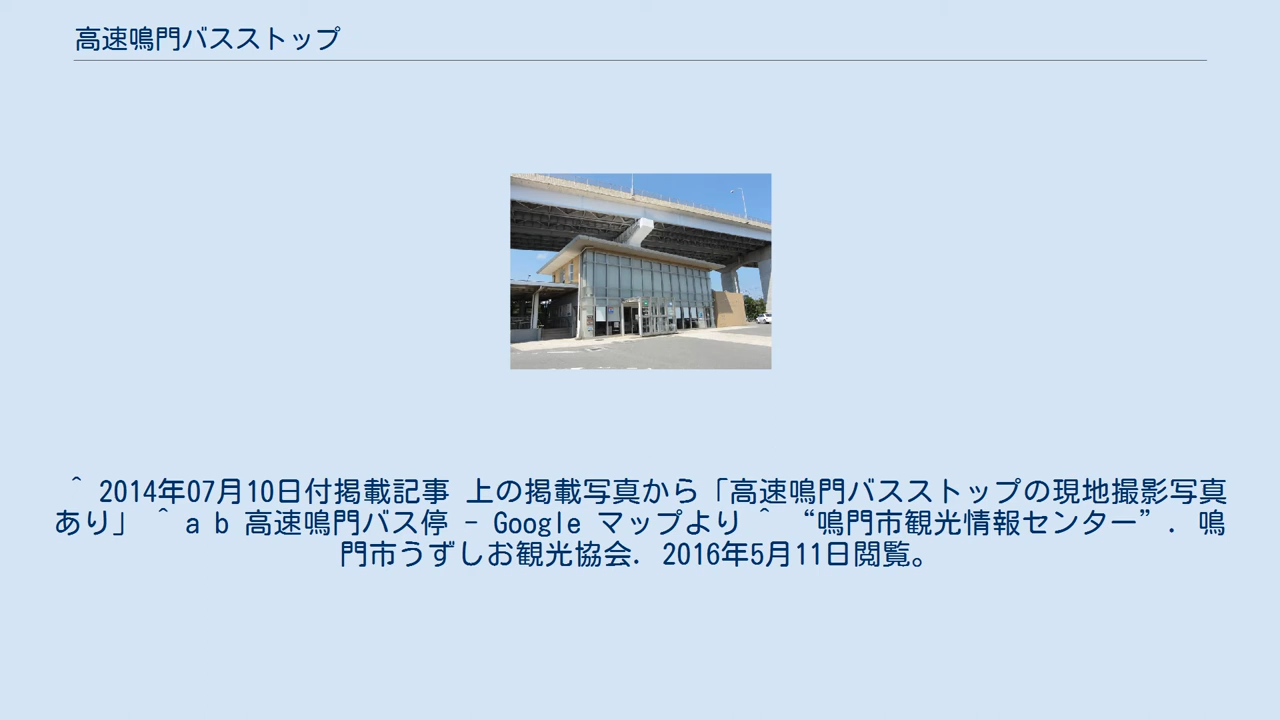 高速鳴門バスストップ
^ 2014年07月10日付掲載記事 上の掲載写真から「高速鳴門バスストップの現地撮影写真
あり」 ^ a b 高速鳴門バス停 - Google マップより ^ “鳴門市観光情報センター”. 鳴
門市うずしお観光協会. 2016年5月11日閲覧。